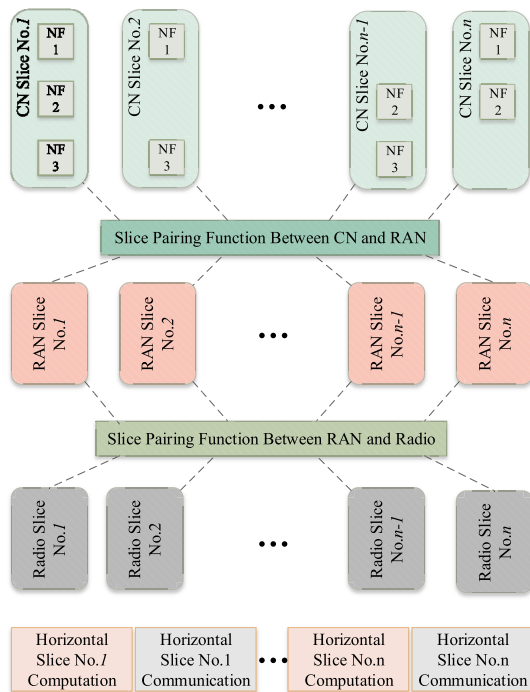 CN Slice No.1
NF
1
NF
2
NF
3
CN Slice No.2
NF
1
NF
3
...
CN Slice No.n-1
NF
2
NF
3
CN Slice No.n
NF
1
NF
2
Slice Pairing Function Between CN and RAN
RAN Slice
No.1
RAN Slice
No.2
...
RAN Slice
No.n-1
RAN Slice
No.n
Slice Pairing Function Between RAN and Radio
Radio Slice
No.1
Radio Slice
No.2
...
Radio Slice
No.n-1
Radio Slice
No.n
Horizontal
Slice No.1
Computation
Horizontal
Slice No.1
Communication
...
Horizontal
Slice No.n
Computation
Horizontal
Slice No.n
Communication